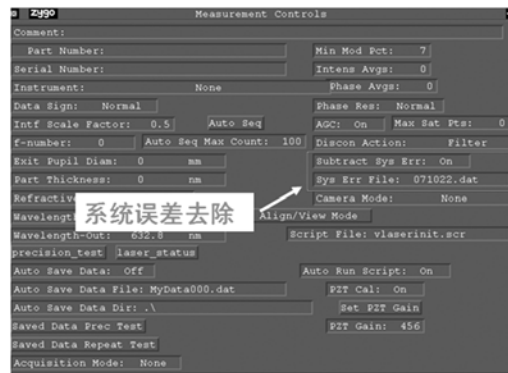 zygo Measurement Controls
Comment:
Part Number: Min Mod Pct: 7
Serial Number: Intens Avgs: 0
Instrument: None Phase Avgs: 0
Data Sign: Normal Phase Res: Normal
Intf Scale Factor: 0.5 Auto Seq AGC: On Max Sat Pts: 0
f-number: 0 Auto Seq Max Count: 100 Discon Action: Filter
Exit Pupil Diam: 0 mm Subtract Sys Err: On
Part Thickness: 0 nm Sys Err File: 071022.dat
Refractive Camera Mode: None
系统误差去除
Wavelength Align/View Mode
Wavelength-Out: 632.8 nm Script File: vlaserinit.scr
precision_test laser_status
Auto Save Data: Off Auto Run Script: On
Auto Save Data File: MyData000.dat PZT Cal: On
Auto Save Data Dir: .\ Set PZT Gain
Saved Data Prec Test PZT Gain: 456
Saved Data Repeat Test
Acquisition Mode: None